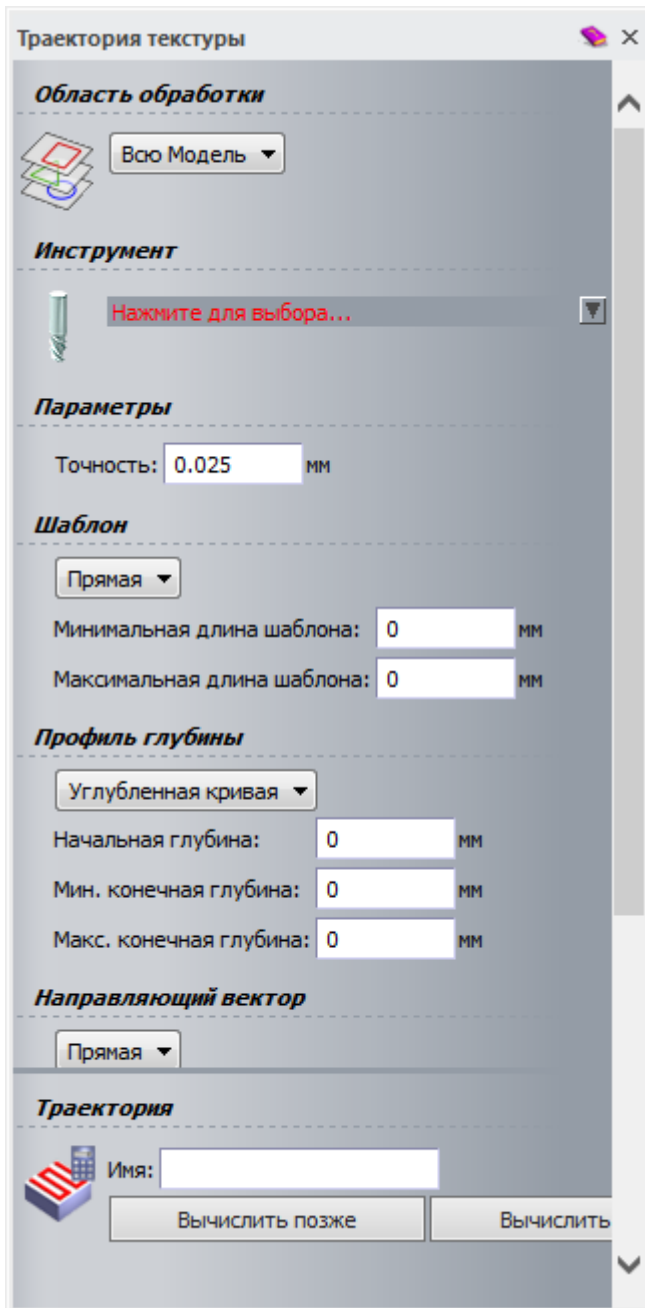 Траектория текстуры
Область обработки
Всю Модель
Инструмент
Нажмите для выбора...
Параметры
Точность: 0.025 мм
Шаблон
Прямая
Минимальная длина шаблона: 0 мм
Максимальная длина шаблона: 0 мм
Профиль глубины
Углубленная кривая
Начальная глубина: 0 мм
Мин. конечная глубина: 0 мм
Макс. конечная глубина: 0 мм
Направляющий вектор
Прямая
Траектория
Имя:
Вычислить позже Вычислить